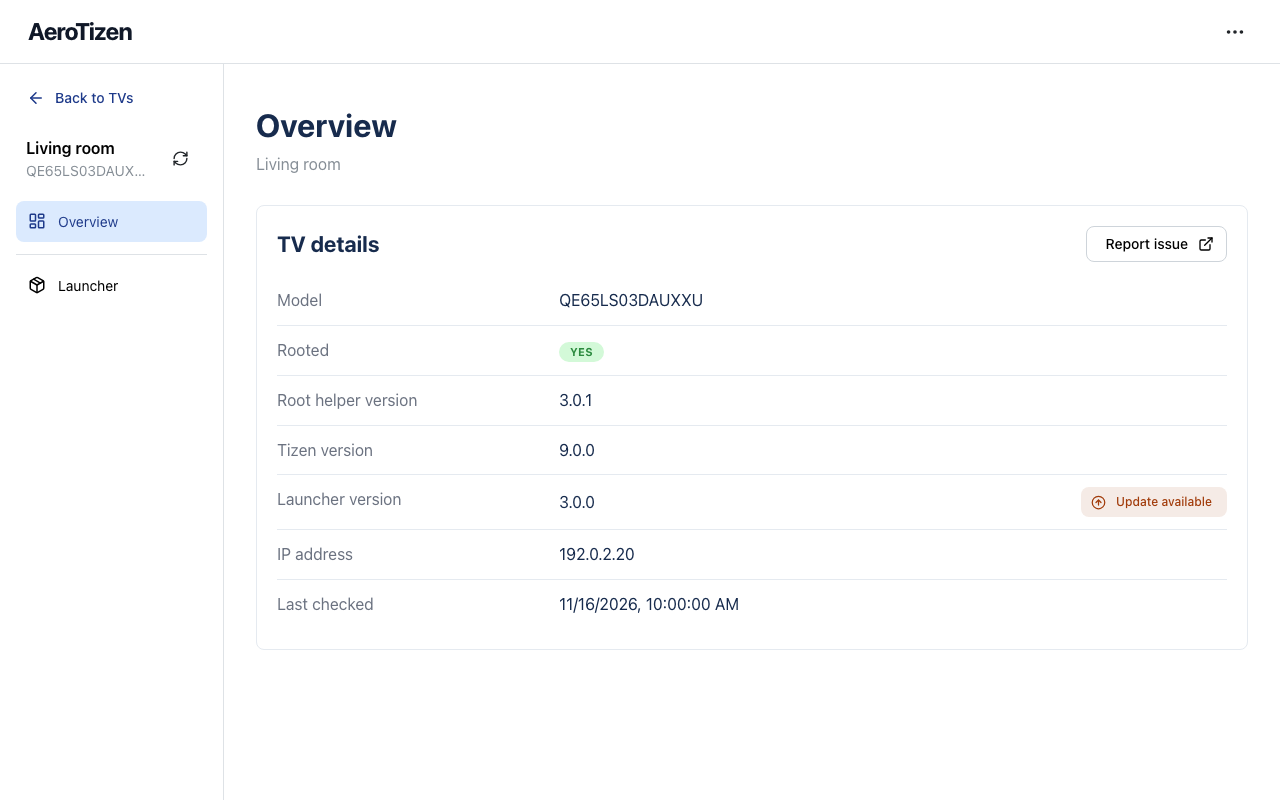 AeroTizen
Back to TVs
Living room
QE65LS03DAUX...
Overview
Launcher
Overview
Living room
TV details
Report issue
Model QE65LS03DAUXXU
Rooted YES
Root helper version 3.0.1
Tizen version 9.0.0
Launcher version 3.0.0 Update available
IP address 192.0.2.20
Last checked 11/16/2026, 10:00:00 AM